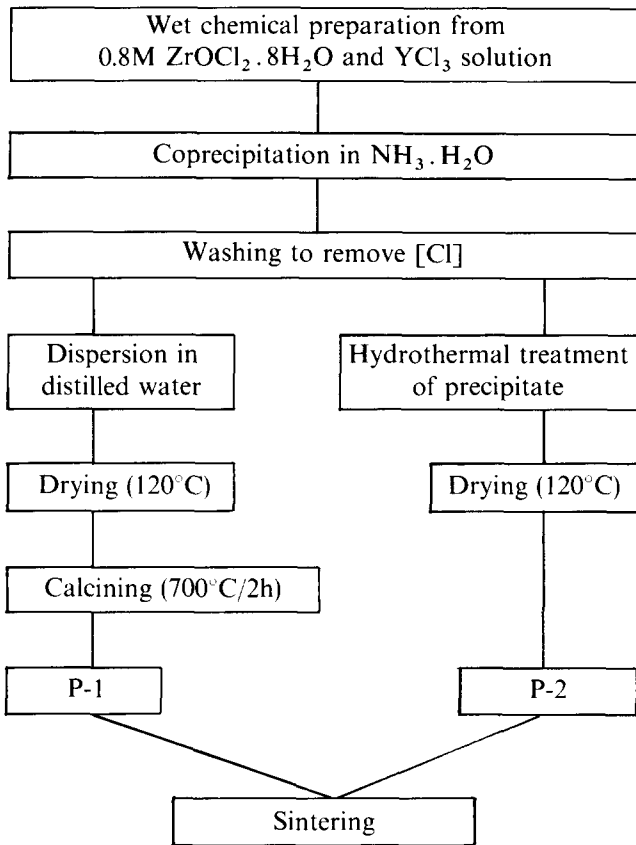 Wet chemical preparation from
0.8M ZrOCl₂.8H₂O and YCl₃ solution
Coprecipitation in NH₃.H₂O
Washing to remove [Cl]
Dispersion in
distilled water
Hydrothermal treatment
of precipitate
Drying (120°C)
Drying (120°C)
Calcining (700°C/2h)
P-1
P-2
Sintering